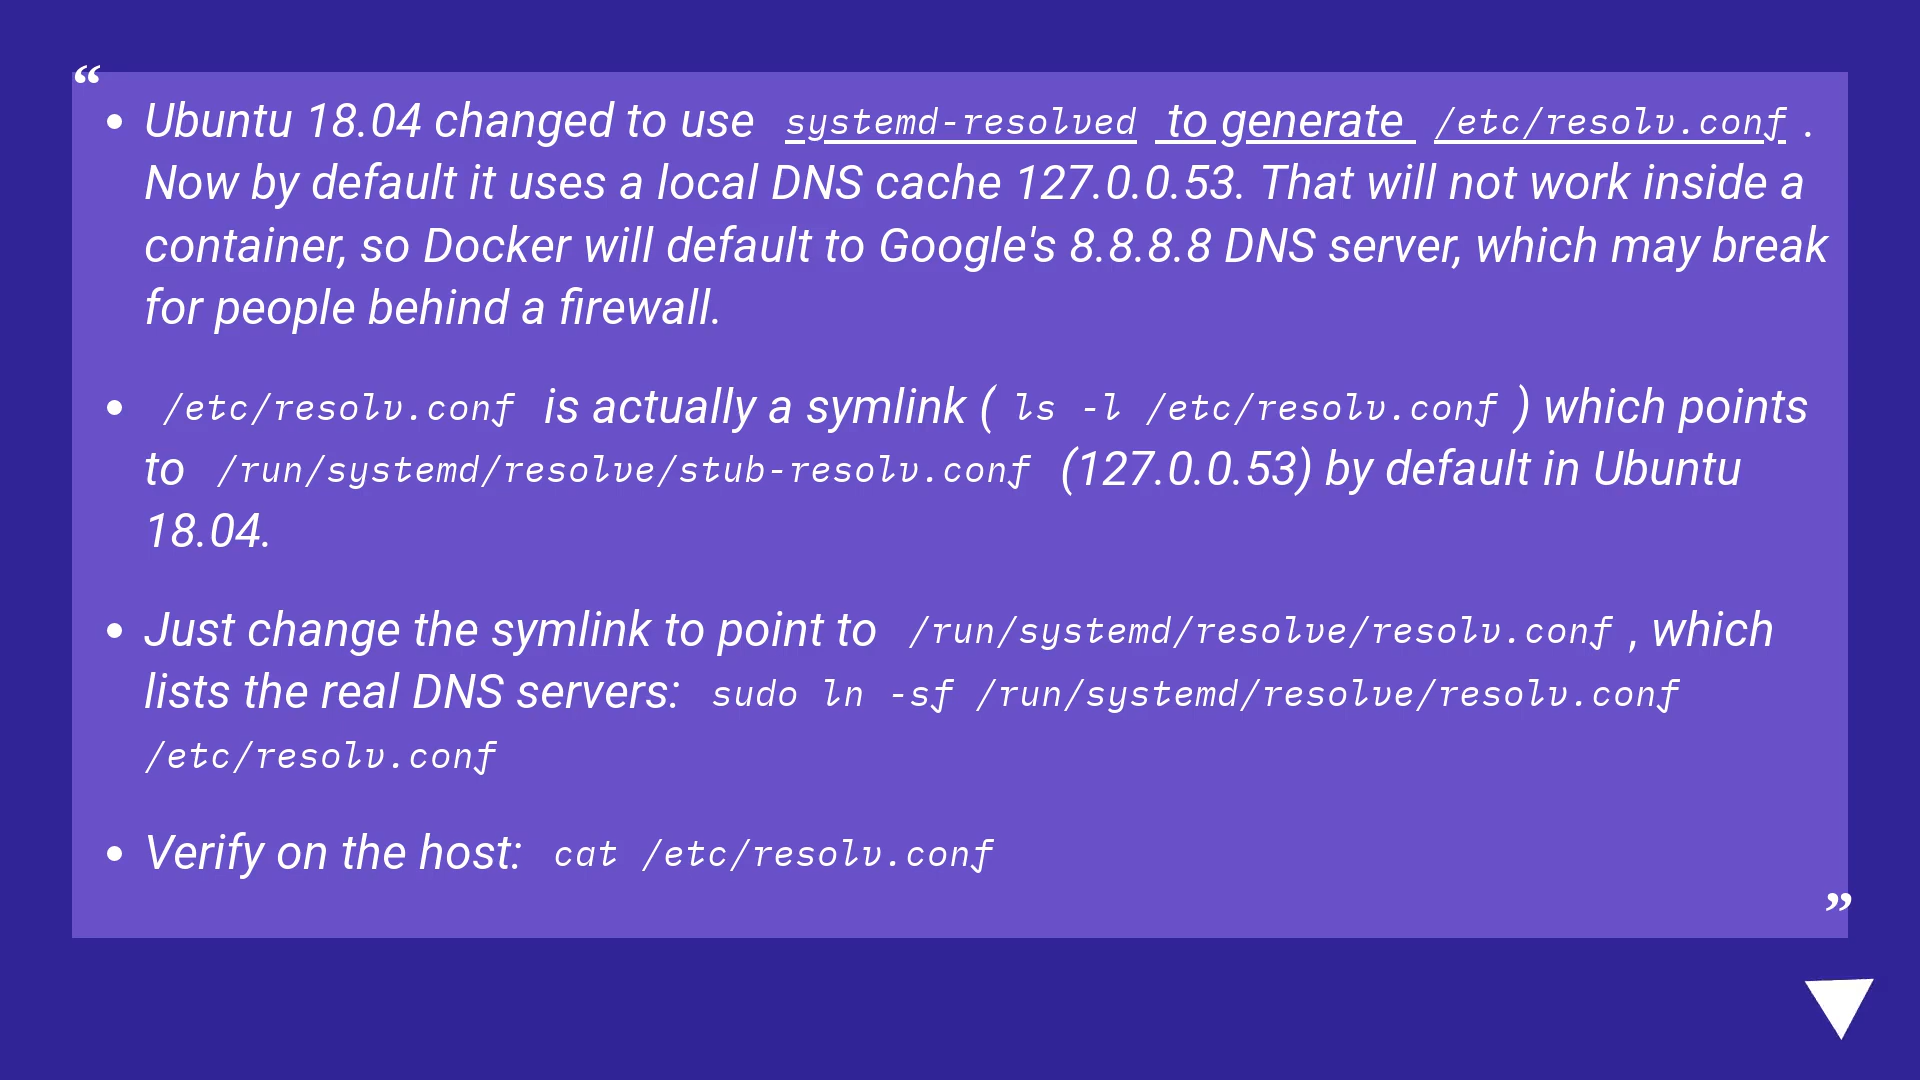 “
• Ubuntu 18.04 changed to use systemd-resolved to generate /etc/resolv.conf .
Now by default it uses a local DNS cache 127.0.0.53. That will not work inside a
container, so Docker will default to Google's 8.8.8.8 DNS server, which may break
for people behind a firewall.
• /etc/resolv.conf is actually a symlink ( ls -l /etc/resolv.conf ) which points
to /run/systemd/resolve/stub-resolv.conf (127.0.0.53) by default in Ubuntu
18.04.
• Just change the symlink to point to /run/systemd/resolve/resolv.conf , which
lists the real DNS servers: sudo ln -sf /run/systemd/resolve/resolv.conf
/etc/resolv.conf
• Verify on the host: cat /etc/resolv.conf
”